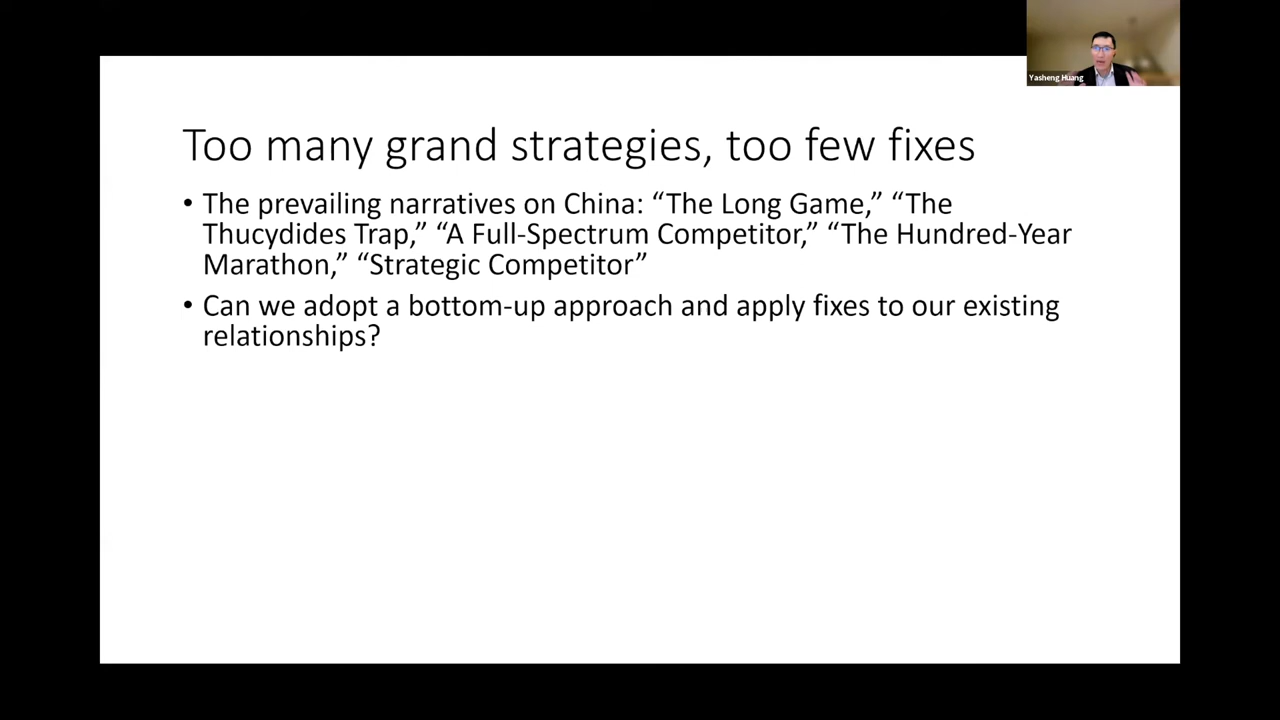 Yasheng Huang
Too many grand strategies, too few fixes
• The prevailing narratives on China: “The Long Game,” “The
Thucydides Trap,” “A Full-Spectrum Competitor,” “The Hundred-Year
Marathon,” “Strategic Competitor”
• Can we adopt a bottom-up approach and apply fixes to our existing
relationships?